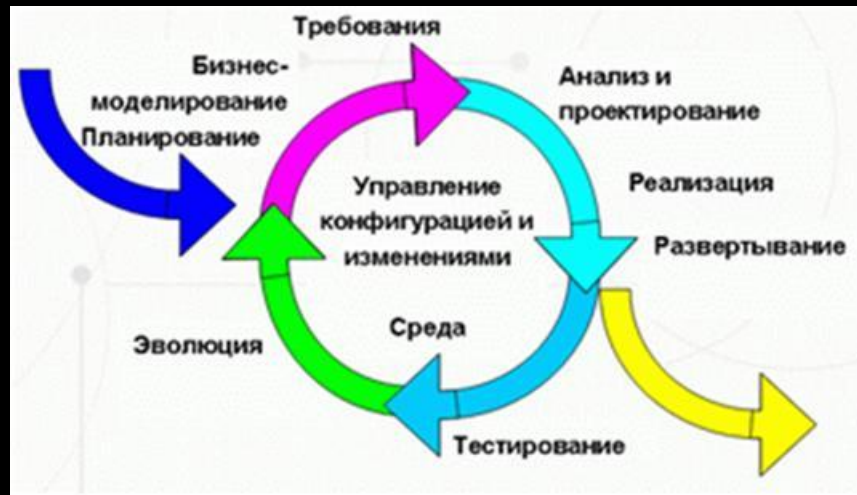 Требования
Бизнес-
моделирование
Планирование
Анализ и
проектирование
Управление
конфигурацией и
изменениями
Реализация
Развертывание
Среда
Эволюция
Тестирование